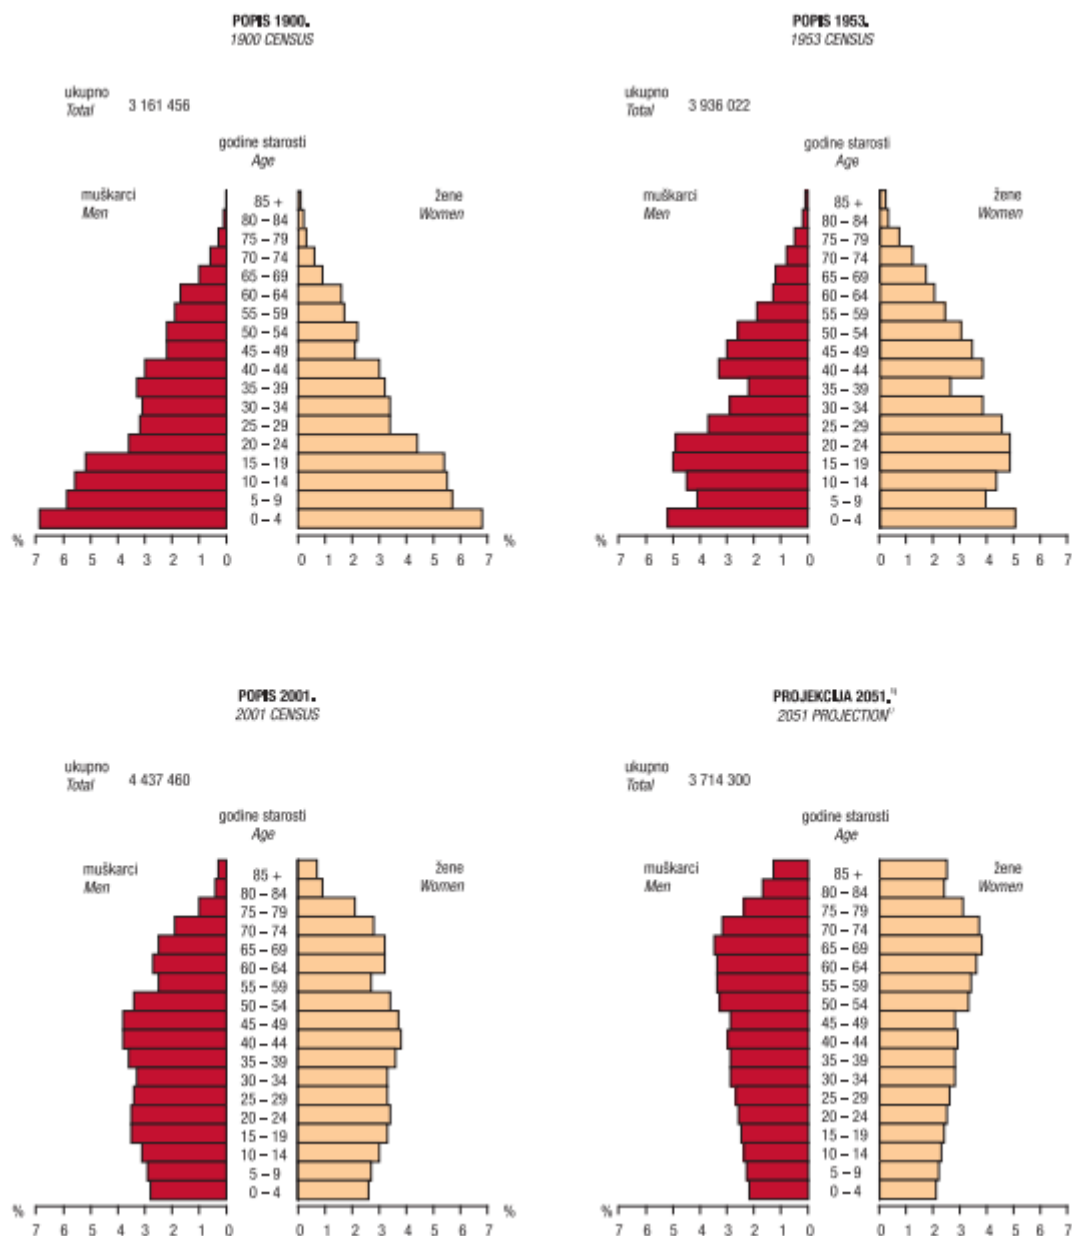 POPIS 1900.
1900 CENSUS
ukupno
Total 3 161 456
godine starosti
Age
muškarci
Men
žene
Women
85 +
80 – 84
75 – 79
70 – 74
65 – 69
60 – 64
55 – 59
50 – 54
45 – 49
40 – 44
35 – 39
30 – 34
25 – 29
20 – 24
15 – 19
10 – 14
5 – 9
0 – 4
% %
7 6 5 4 3 2 1 0 0 1 2 3 4 5 6 7
POPIS 1953.
1953 CENSUS
ukupno
Total 3 936 022
godine starosti
Age
muškarci
Men
žene
Women
85 +
80 – 84
75 – 79
70 – 74
65 – 69
60 – 64
55 – 59
50 – 54
45 – 49
40 – 44
35 – 39
30 – 34
25 – 29
20 – 24
15 – 19
10 – 14
5 – 9
0 – 4
%
7 6 5 4 3 2 1 0 0 1 2 3 4 5 6 7
POPIS 2001.
2001 CENSUS
ukupno
Total 4 437 460
godine starosti
Age
muškarci
Men
žene
Women
85 +
80 – 84
75 – 79
70 – 74
65 – 69
60 – 64
55 – 59
50 – 54
45 – 49
40 – 44
35 – 39
30 – 34
25 – 29
20 – 24
15 – 19
10 – 14
5 – 9
0 – 4
%
7 6 5 4 3 2 1 0 0 1 2 3 4 5 6 7
PROJEKCIJA 2051.¹⁾
2051 PROJECTION¹⁾
ukupno
Total 3 714 300
godine starosti
Age
muškarci
Men
žene
Women
85 +
80 – 84
75 – 79
70 – 74
65 – 69
60 – 64
55 – 59
50 – 54
45 – 49
40 – 44
35 – 39
30 – 34
25 – 29
20 – 24
15 – 19
10 – 14
5 – 9
0 – 4
%
7 6 5 4 3 2 1 0 0 1 2 3 4 5 6 7